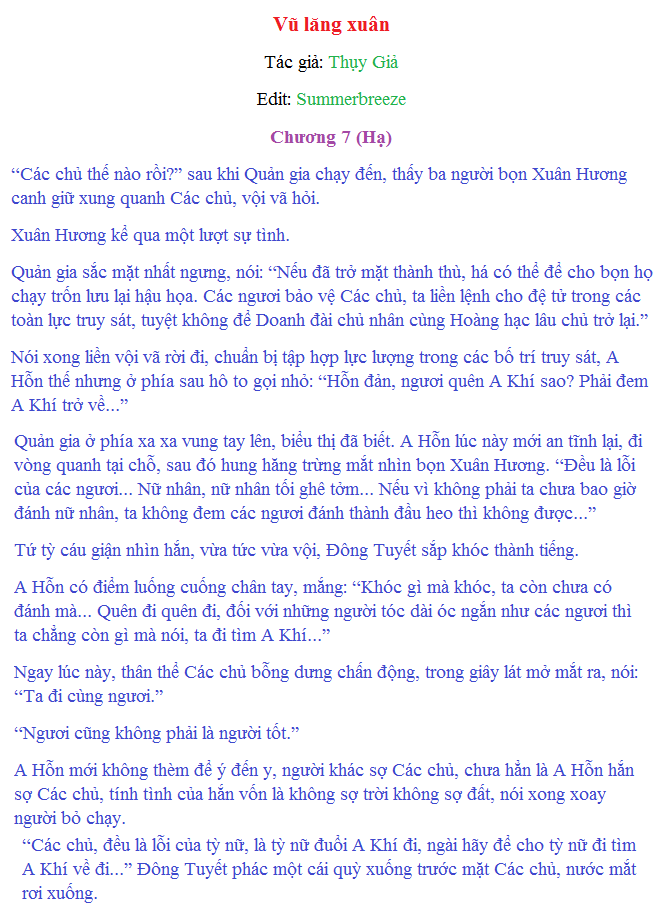 Vũ lăng xuân
Tác giả: Thụy Giả
Edit: Summerbreeze
Chương 7 (Hạ)
“Các chủ thế nào rồi?” sau khi Quản gia chạy đến, thấy ba người bọn Xuân Hương
canh giữ xung quanh Các chủ, vội vã hỏi.
Xuân Hương kể qua một lượt sự tình.
Quản gia sắc mặt nhất ngưng, nói: “Nếu đã trở mặt thành thù, há có thể để cho bọn họ
chạy trốn lưu lại hậu họa. Các ngươi bảo vệ Các chủ, ta liền lệnh cho đệ tử trong các
toàn lực truy sát, tuyệt không để Doanh đài chủ nhân cùng Hoàng hạc lâu chủ trở lại.”
Nói xong liền vội vã rời đi, chuẩn bị tập hợp lực lượng trong các bố trí truy sát, A
Hỗn thế nhưng ở phía sau hô to gọi nhỏ: “Hỗn đản, ngươi quên A Khí sao? Phải đem
A Khí trở về...”
Quản gia ở phía xa xa vung tay lên, biểu thị đã biết. A Hỗn lúc này mới an tĩnh lại, đi
vòng quanh tại chỗ, sau đó hung hăng trừng mắt nhìn bọn Xuân Hương. “Đều là lỗi
của các ngươi... Nữ nhân, nữ nhân tối ghê tởm... Nếu vì không phải ta chưa bao giờ
đánh nữ nhân, ta không đem các ngươi đánh thành đầu heo thì không được...”
Tứ tỳ cáu giận nhìn hắn, vừa tức vừa vội, Đông Tuyết sắp khóc thành tiếng.
A Hỗn có điểm luống cuống chân tay, mắng: “Khóc gì mà khóc, ta còn chưa có
đánh mà... Quên đi quên đi, đối với những người tóc dài óc ngắn như các ngươi thì
ta chẳng còn gì mà nói, ta đi tìm A Khí...”
Ngay lúc này, thân thể Các chủ bỗng dưng chấn động, trong giây lát mở mắt ra, nói:
“Ta đi cùng ngươi.”
“Ngươi cũng không phải là người tốt.”
A Hỗn mới không thèm để ý đến y, người khác sợ Các chủ, chưa hẳn là A Hỗn hắn
sợ Các chủ, tính tình của hắn vốn là không sợ trời không sợ đất, nói xong xoay
người bỏ chạy.
“Các chủ, đều là lỗi của tỳ nữ, là tỳ nữ đuổi A Khí đi, ngài hãy để cho tỳ nữ đi tìm
A Khí về đi...” Đông Tuyết phác một cái quỳ xuống trước mặt Các chủ, nước mắt
rơi xuống.